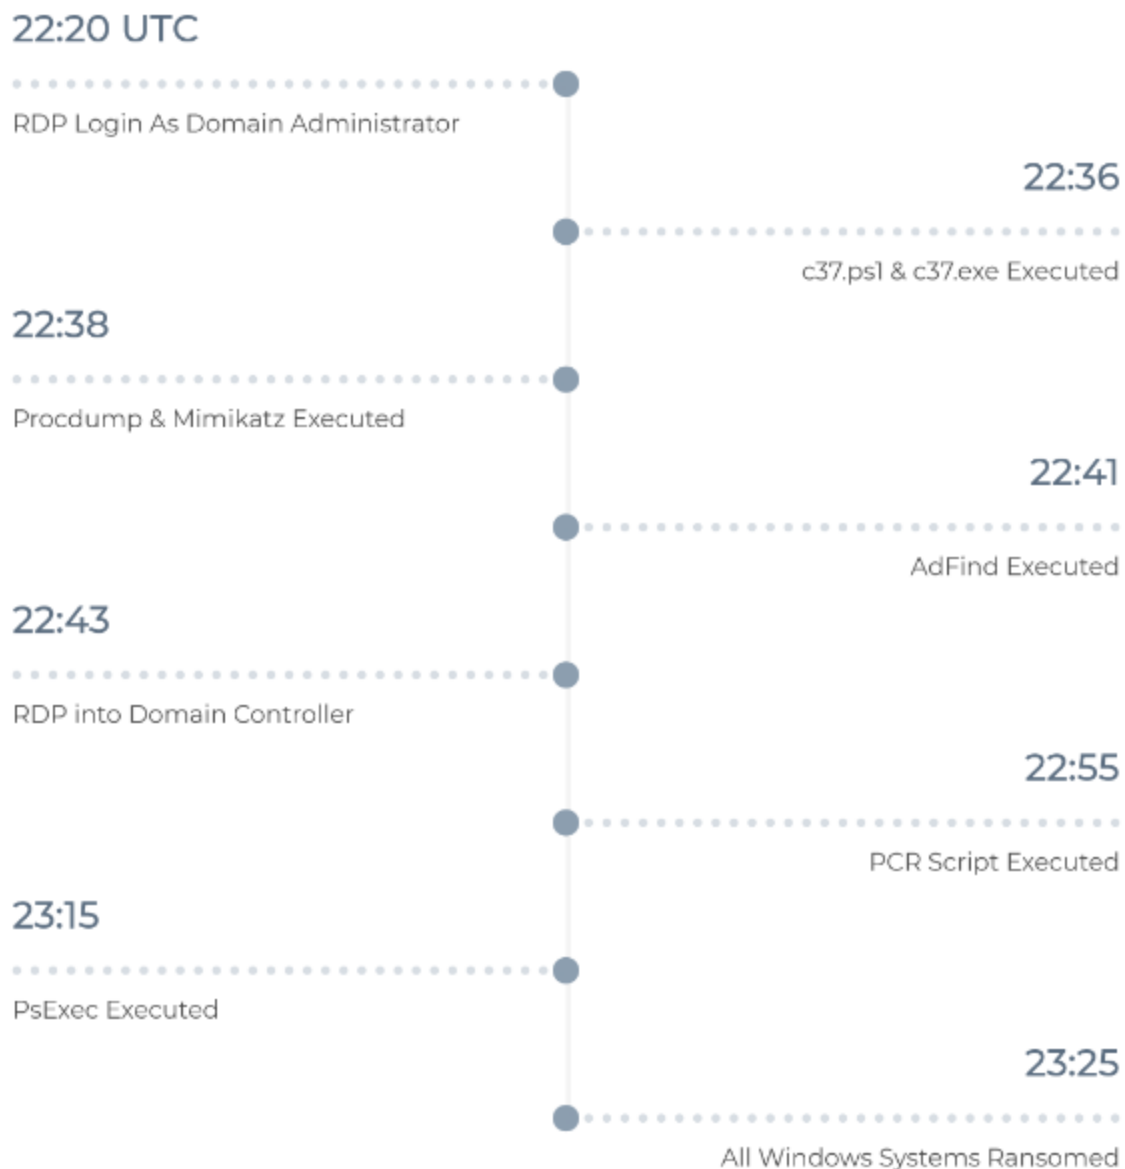 22:20 UTC
RDP Login As Domain Administrator
22:36
c37.ps1 & c37.exe Executed
22:38
Procdump & Mimikatz Executed
22:41
AdFind Executed
22:43
RDP into Domain Controller
22:55
PCR Script Executed
23:15
PsExec Executed
23:25
All Windows Systems Ransomed